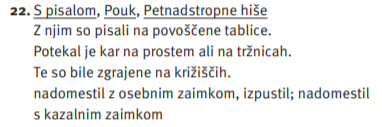 22. S pisalom, Pouk, Petnadstropne hiše
Z njim so pisali na povoščene tablice.
Potekal je kar na prostem ali na tržnicah.
Te so bile zgrajene na križiščih.
nadomestil z osebnim zaimkom, izpustil; nadomestil
s kazalnim zaimkom